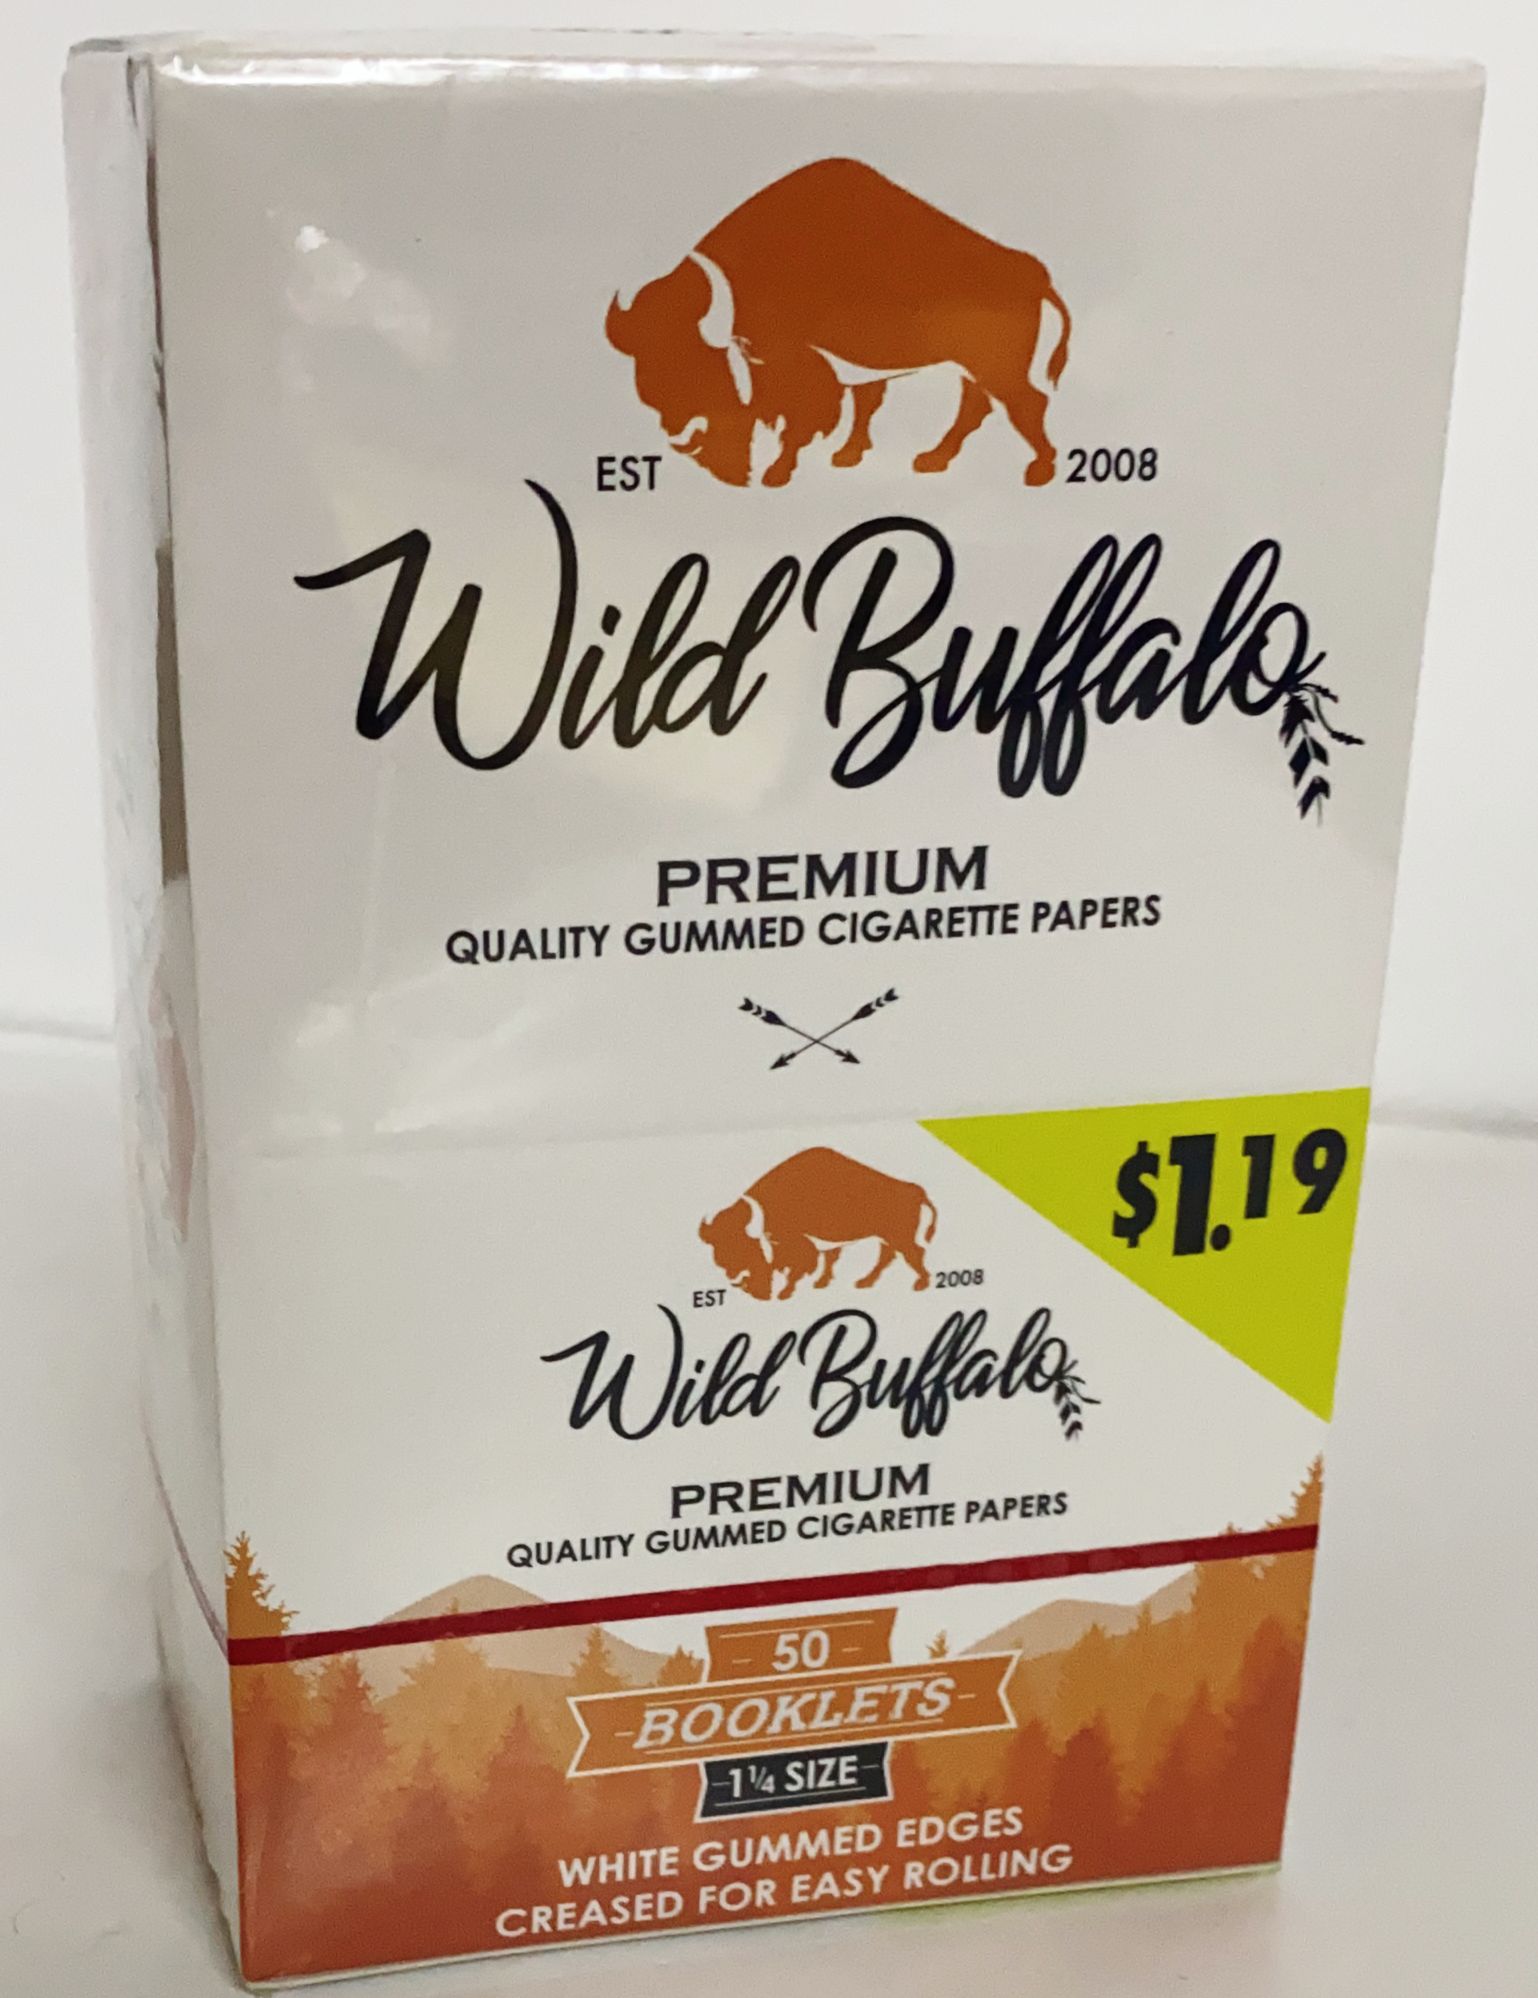 EST 2008
Wild Buffalo
PREMIUM
QUALITY GUMMED CIGARETTE PAPERS
$1.19
EST 2008
Wild Buffalo
PREMIUM
QUALITY GUMMED CIGARETTE PAPERS
- 50 -
-BOOKLETS-
1¼ SIZE
WHITE GUMMED EDGES
CREASED FOR EASY ROLLING